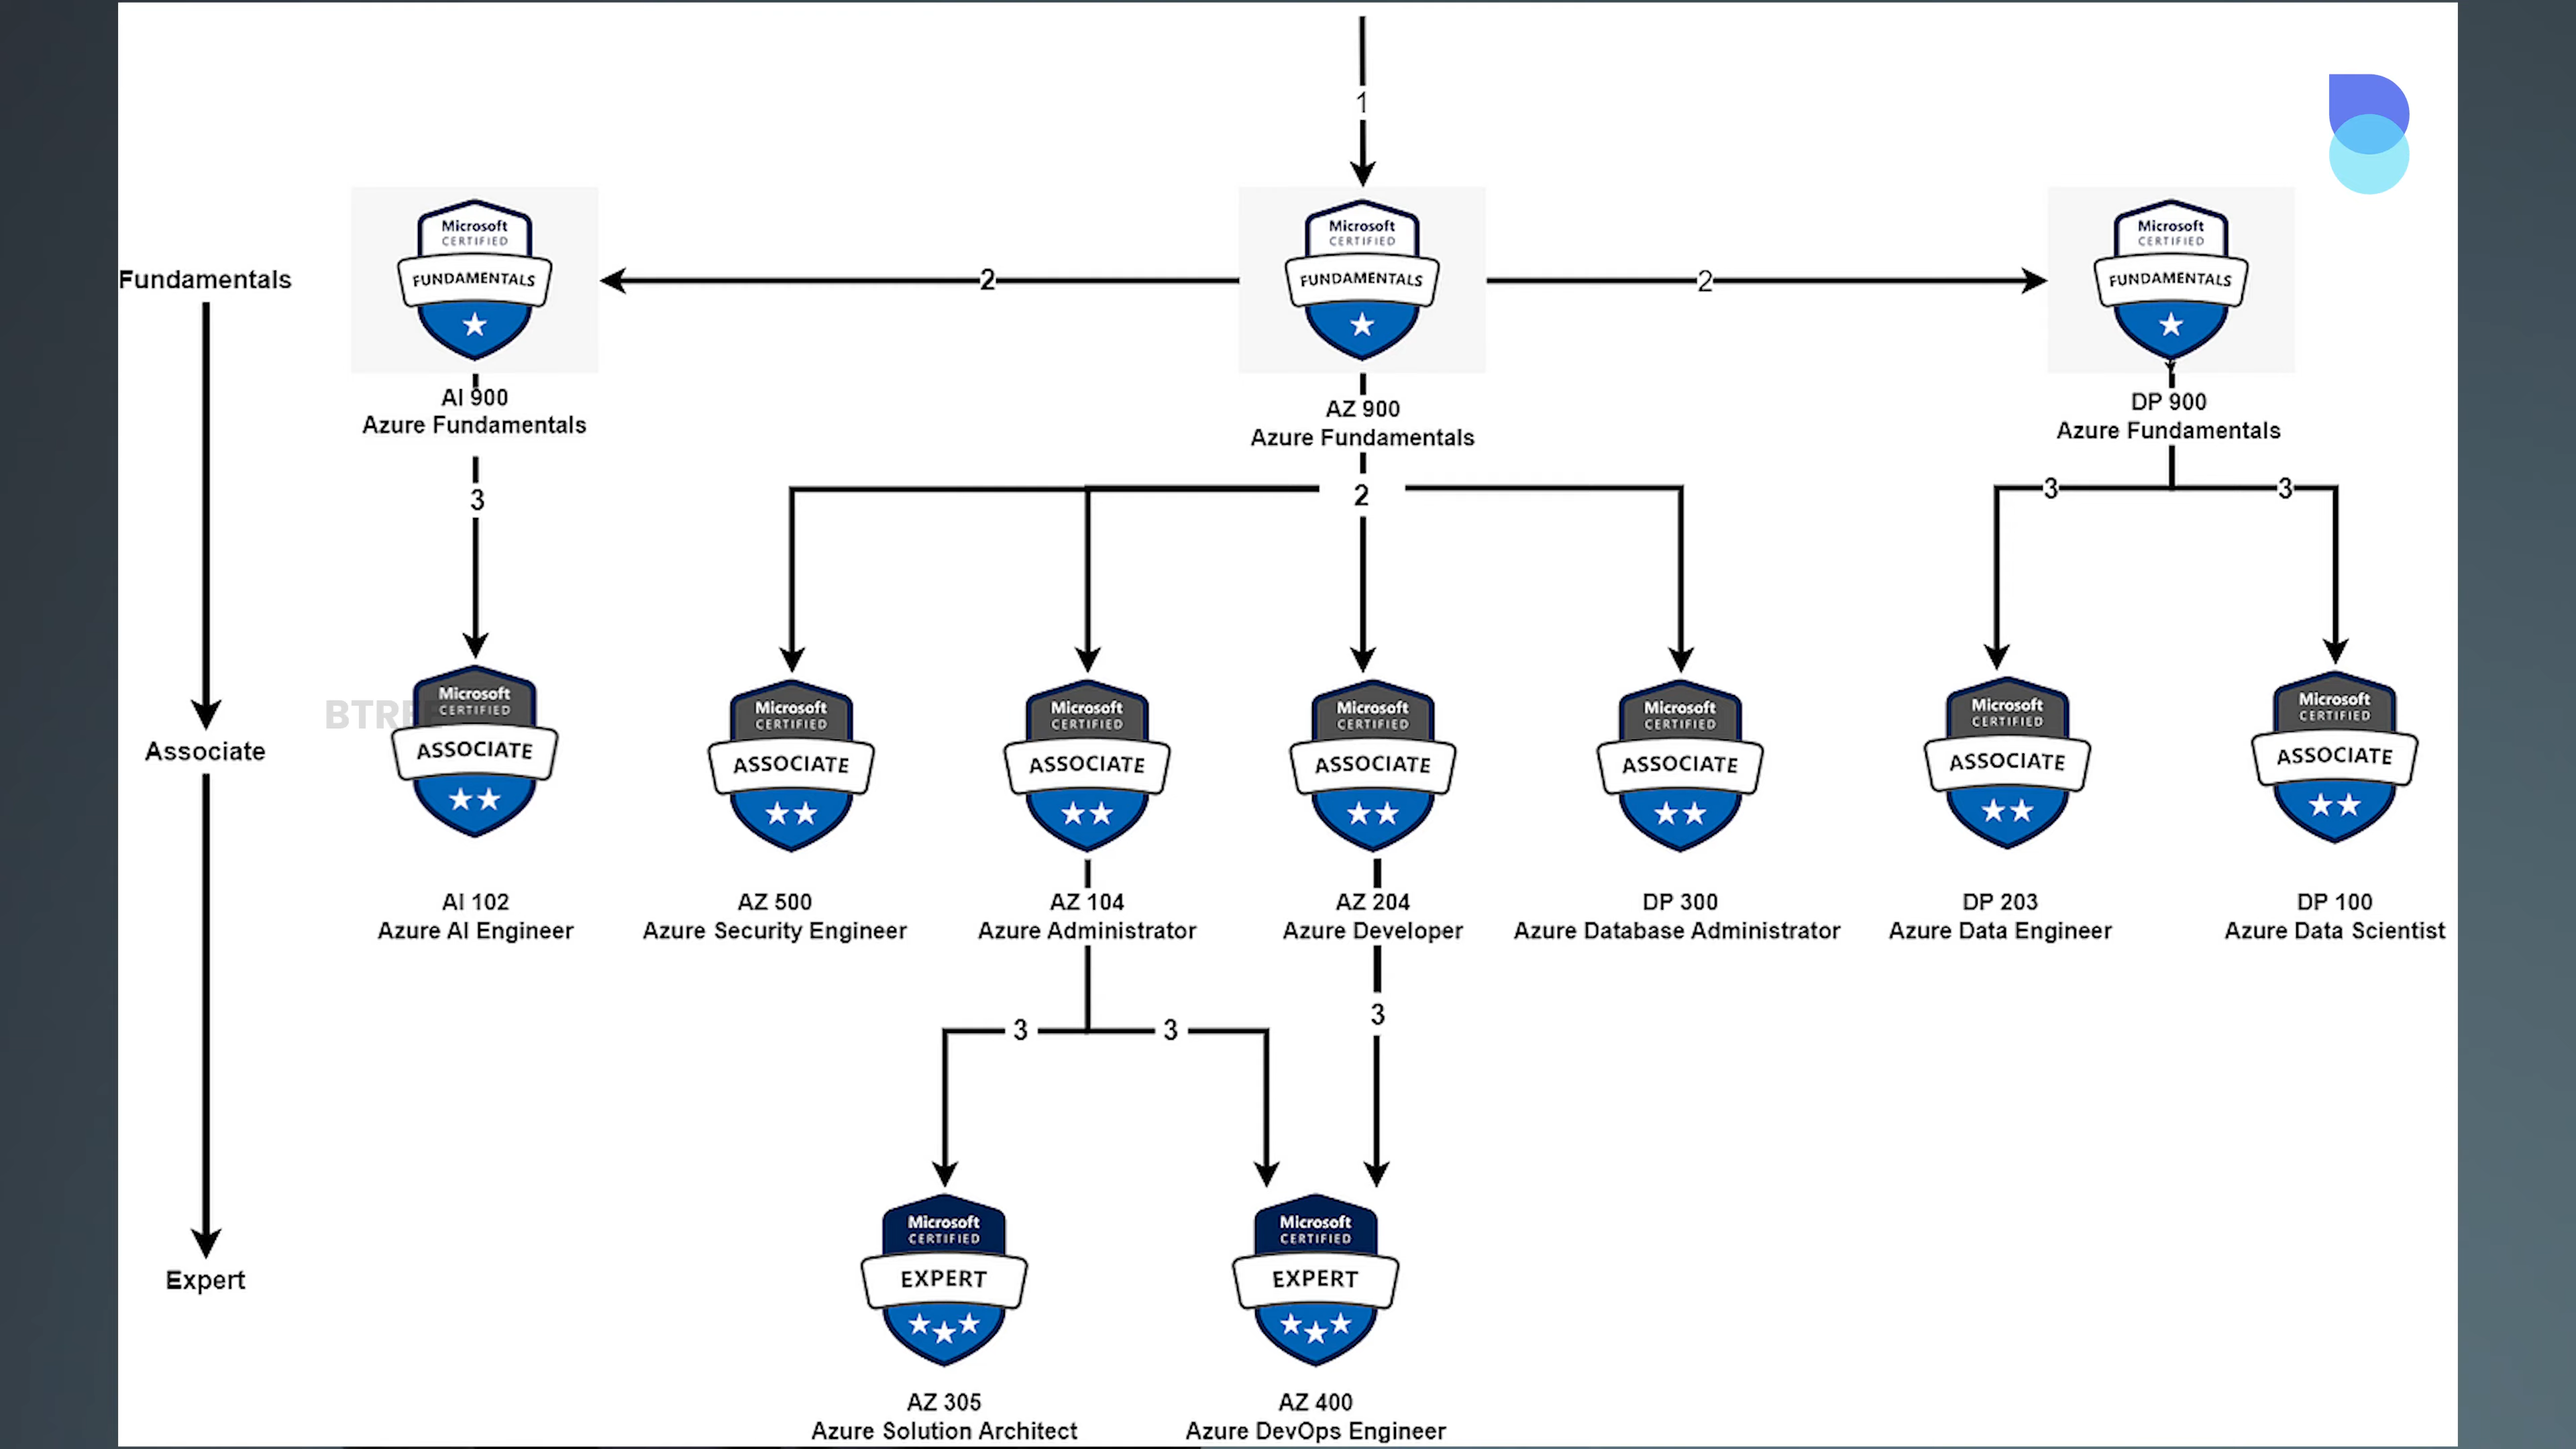 1
Microsoft
CERTIFIED
FUNDAMENTALS
Microsoft
CERTIFIED
FUNDAMENTALS
Microsoft
CERTIFIED
FUNDAMENTALS
Fundamentals
2
2
AI 900
Azure Fundamentals
AZ 900
Azure Fundamentals
DP 900
Azure Fundamentals
3
2
3
3
Microsoft
CERTIFIED
ASSOCIATE
Microsoft
CERTIFIED
ASSOCIATE
Microsoft
CERTIFIED
ASSOCIATE
Microsoft
CERTIFIED
ASSOCIATE
Microsoft
CERTIFIED
ASSOCIATE
Microsoft
CERTIFIED
ASSOCIATE
Microsoft
CERTIFIED
ASSOCIATE
Associate
AI 102
Azure AI Engineer
AZ 500
Azure Security Engineer
AZ 104
Azure Administrator
AZ 204
Azure Developer
DP 300
Azure Database Administrator
DP 203
Azure Data Engineer
DP 100
Azure Data Scientist
3
3
3
Microsoft
CERTIFIED
EXPERT
Microsoft
CERTIFIED
EXPERT
Expert
AZ 305
Azure Solution Architect
AZ 400
Azure DevOps Engineer